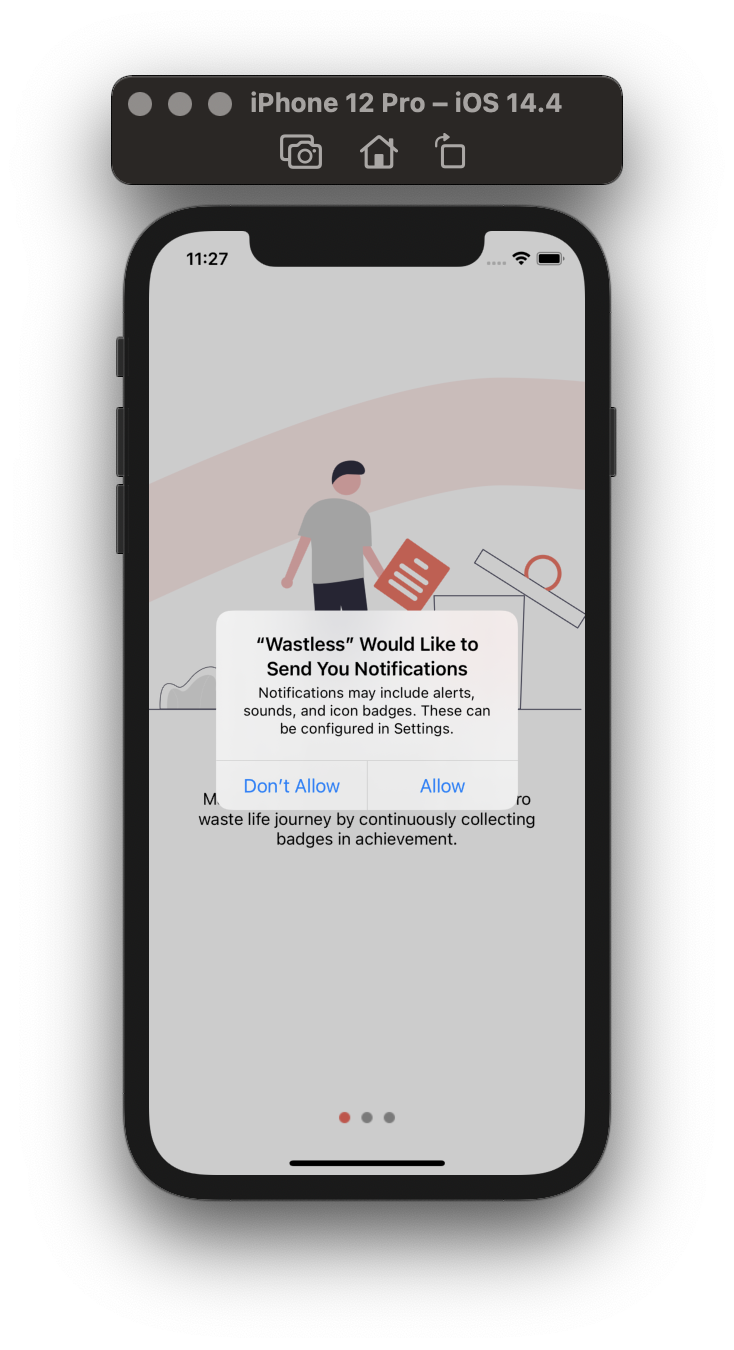 iPhone 12 Pro – iOS 14.4
11:27
“Wastless” Would Like to
Send You Notifications
Notifications may include alerts,
sounds, and icon badges. These can
be configured in Settings.
Don’t Allow
Allow
waste life journey by continuously collecting
badges in achievement.